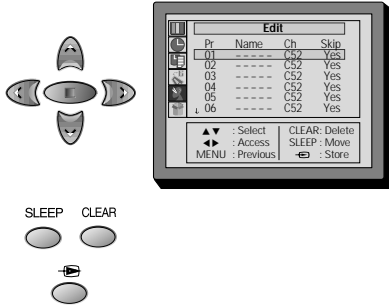 Edit
Pr Name Ch Skip
01 ----- C52 Yes
02 ----- C52 Yes
03 ----- C52 Yes
04 ----- C52 Yes
05 ----- C52 Yes
06 ----- C52 Yes
▲▼ : Select CLEAR: Delete
◀▶ : Access SLEEP : Move
MENU : Previous : Store
SLEEP CLEAR